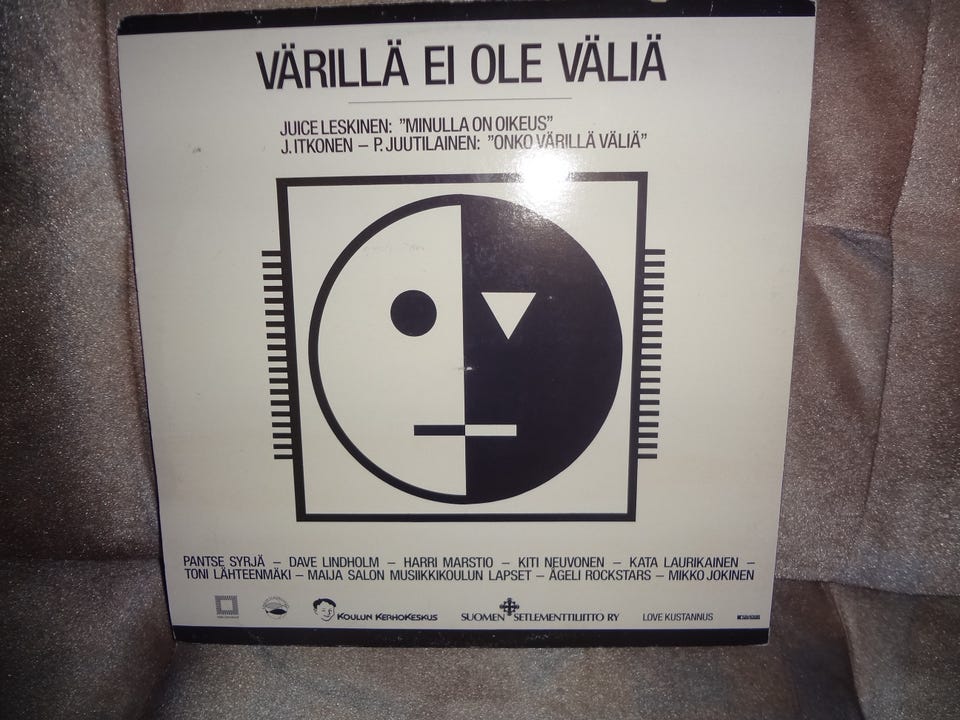 VÄRILLÄ EI OLE VÄLIÄ
JUICE LESKINEN: "MINULLA ON OIKEUS"
J. ITKONEN – P. JUUTILAINEN: "ONKO VÄRILLÄ VÄLIÄ"
PANTSE SYRJÄ – DAVE LINDHOLM – HARRI MARSTIO – KITI NEUVONEN – KATA LAURIKAINEN –
TONI LÄHTEENMÄKI – MAIJA SALON MUSIIKKIKOULUN LAPSET – ÅGELI ROCKSTARS – MIKKO JOKINEN
KOULUN KERHOKESKUS SUOMEN SETLEMENTTILIITTO RY LOVE KUSTANNUS